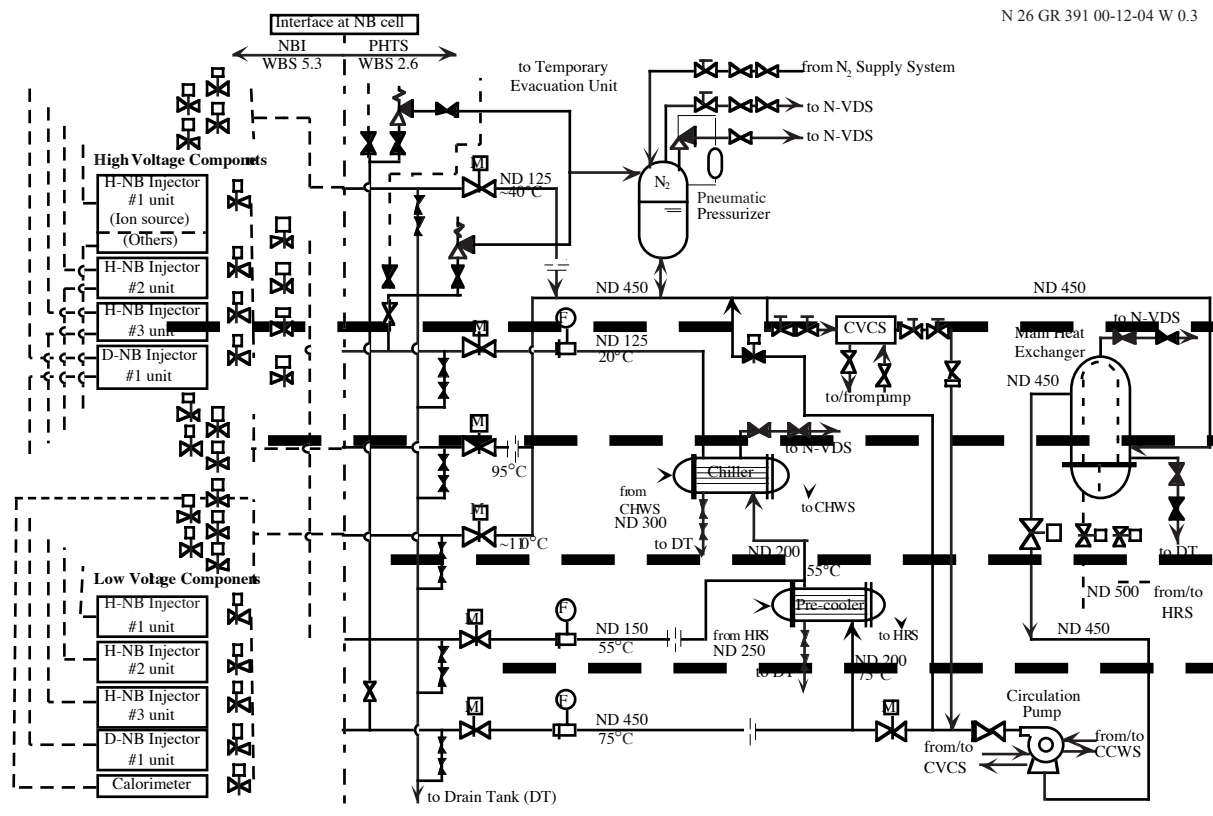 N 26 GR 391 00-12-04 W 0.3
Interface at NB cell
NBI
WBS 5.3
PHTS
WBS 2.6
to Temporary
Evacuation Unit
from N2 Supply System
to N-VDS
to N-VDS
N2
Pneumatic
Pressurizer
High Voltage Componets
H-NB Injector
#1 unit
(Ion source)
(Others)
H-NB Injector
#2 unit
H-NB Injector
#3 unit
D-NB Injector
#1 unit
M
ND 125
~40°C
ND 450
ND 450
M
F
ND 125
20°C
CVCS
to/from pump
to N-VDS
Main Heat
Exchanger
ND 450
M
95°C
to N-VDS
Chiller
from
CHWS
ND 300
to CHWS
to DT
M
~110°C
ND 200
55°C
to DT
ND 500
from/to
HRS
Low Voltage Components
H-NB Injector
#1 unit
H-NB Injector
#2 unit
H-NB Injector
#3 unit
D-NB Injector
#1 unit
Calorimeter
M
F
ND 150
55°C
Pre-cooler
from HRS
ND 250
to HRS
to DT
ND 200
75°C
ND 450
M
F
ND 450
75°C
M
Circulation
Pump
from/to
CVCS
from/to
CCWS
to Drain Tank (DT)